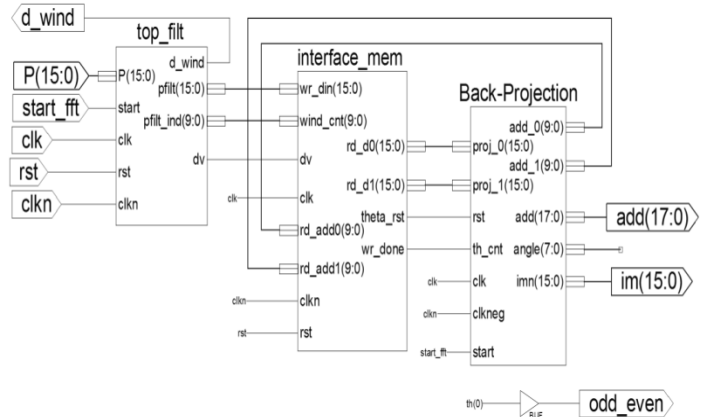 d_wind
top_filt
P(15:0)
start_fft
clk
rst
clkn
d_wind
P(15:0)
pfilt(15:0)
start
pfilt_ind(9:0)
clk
dv
rst
clkn
interface_mem
wr_din(15:0)
wind_cnt(9:0)
rd_d0(15:0)
dv
rd_d1(15:0)
clk
clk
theta_rst
rd_add0(9:0)
wr_done
rd_add1(9:0)
clkn
clkn
rst
rst
Back-Projection
add_0(9:0)
proj_0(15:0)
add_1(9:0)
proj_1(15:0)
rst
add(17:0)
th_cnt
angle(7:0)
clk
clk
imn(15:0)
clkn
clkneg
start_fft
start
add(17:0)
im(15:0)
th(0)
BUF
odd_even